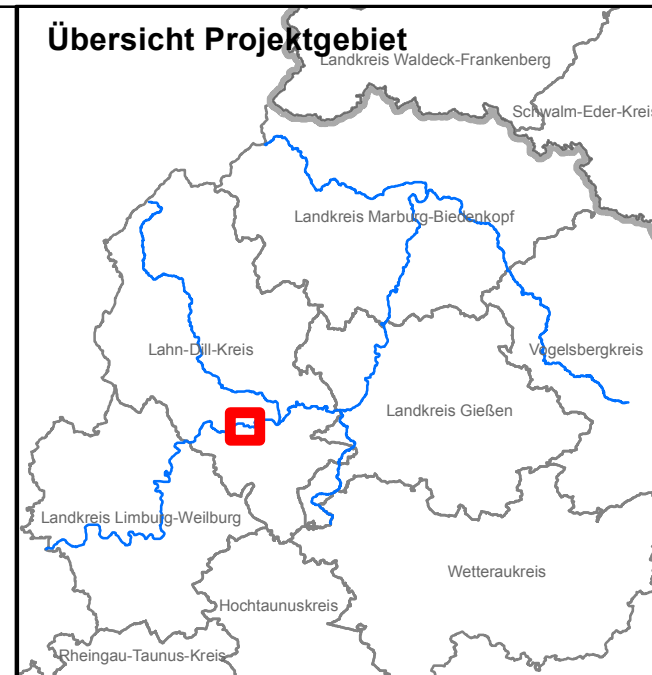 Übersicht Projektgebiet
Landkreis Waldeck-Frankenberg
Schwalm-Eder-Kreis
Landkreis Marburg-Biedenkopf
Lahn-Dill-Kreis
Vogelsbergkreis
Landkreis Gießen
Landkreis Limburg-Weilburg
Wetteraukreis
Hochtaunuskreis
Rheingau-Taunus-Kreis